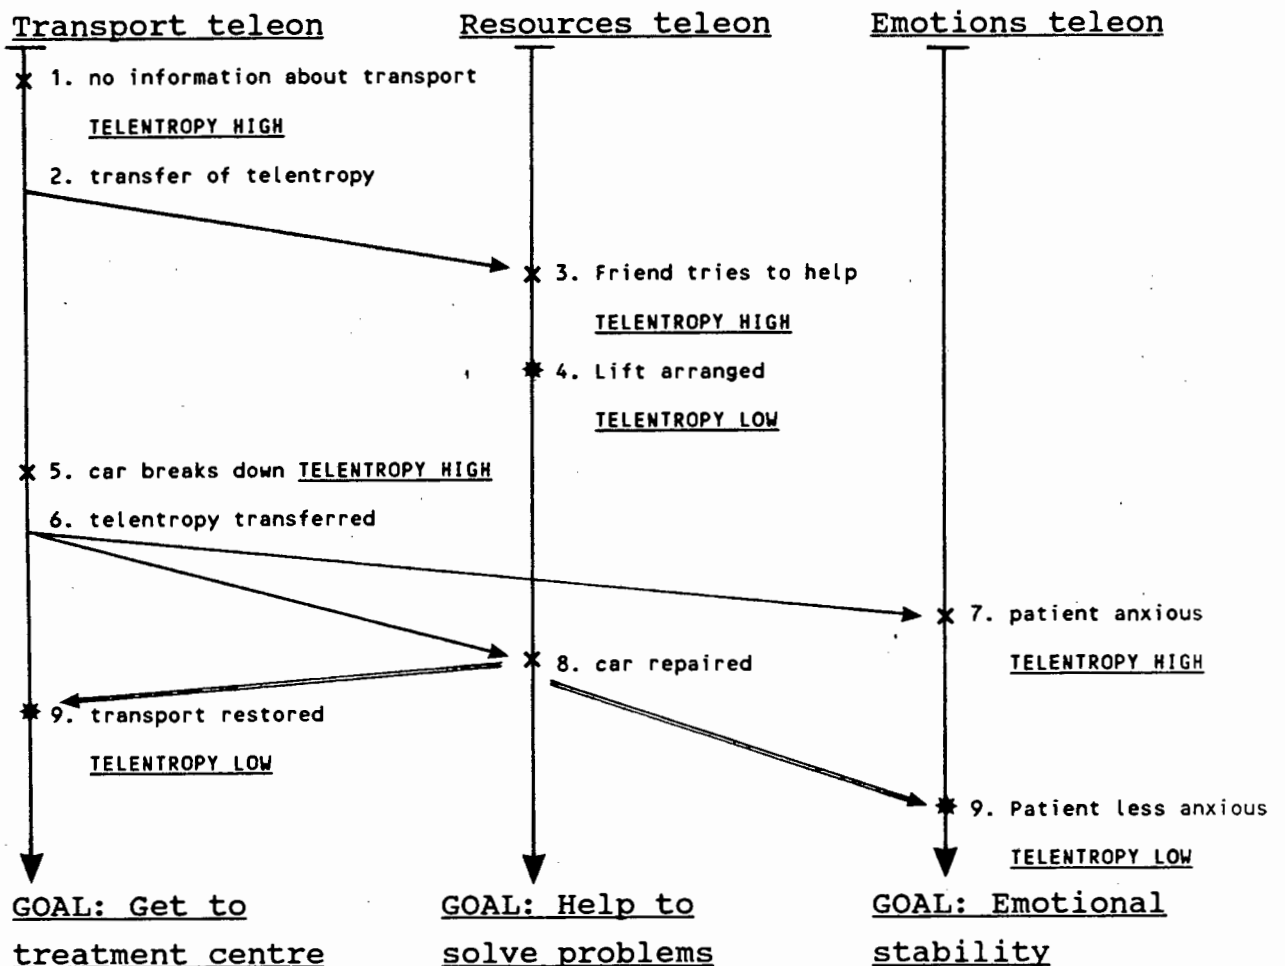 Transport teleon
Resources teleon
Emotions teleon
1. no information about transport
TELENTROPY HIGH
2. transfer of telentropy
3. Friend tries to help
TELENTROPY HIGH
4. Lift arranged
TELENTROPY LOW
5. car breaks down TELENTROPY HIGH
6. telentropy transferred
7. patient anxious
TELENTROPY HIGH
8. car repaired
9. transport restored
TELENTROPY LOW
9. Patient less anxious
TELENTROPY LOW
GOAL: Get to
treatment centre
GOAL: Help to
solve problems
GOAL: Emotional
stability